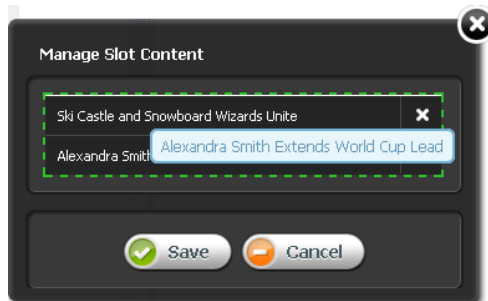 Manage Slot Content
Ski Castle and Snowboard Wizards Unite
Alexandra Smith
Alexandra Smith Extends World Cup Lead
Save
Cancel